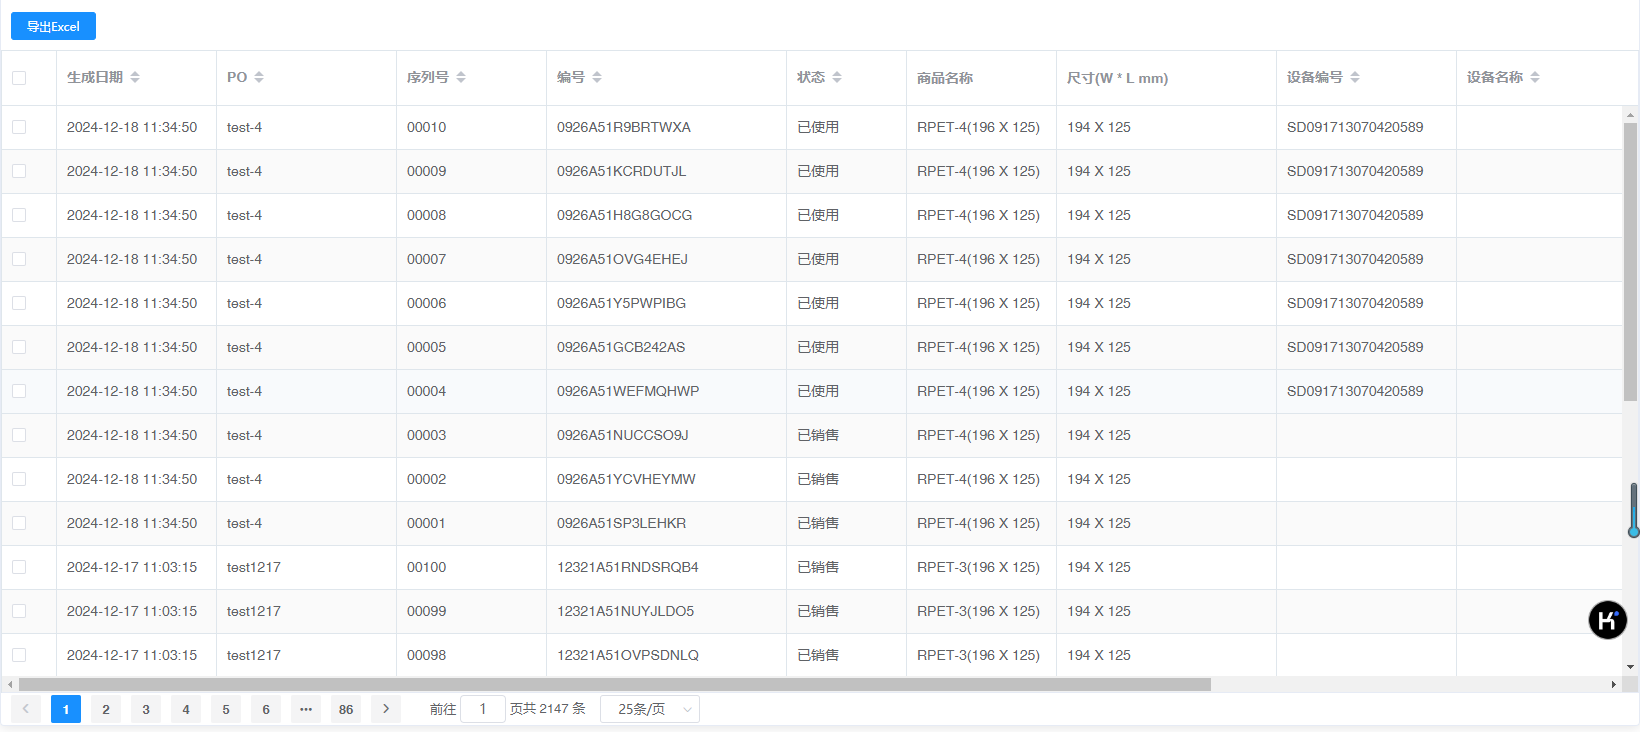 导出Excel
生成日期 PO 序列号 编号 状态 商品名称 尺寸(W * L mm) 设备编号 设备名称
2024-12-18 11:34:50 test-4 00010 0926A51R9BRTWXA 已使用 RPET-4(196 X 125) 194 X 125 SD091713070420589
2024-12-18 11:34:50 test-4 00009 0926A51KCRDUTJL 已使用 RPET-4(196 X 125) 194 X 125 SD091713070420589
2024-12-18 11:34:50 test-4 00008 0926A51H8G8GOCG 已使用 RPET-4(196 X 125) 194 X 125 SD091713070420589
2024-12-18 11:34:50 test-4 00007 0926A51OVG4EHEJ 已使用 RPET-4(196 X 125) 194 X 125 SD091713070420589
2024-12-18 11:34:50 test-4 00006 0926A51Y5PWPIBG 已使用 RPET-4(196 X 125) 194 X 125 SD091713070420589
2024-12-18 11:34:50 test-4 00005 0926A51GCB242AS 已使用 RPET-4(196 X 125) 194 X 125 SD091713070420589
2024-12-18 11:34:50 test-4 00004 0926A51WEFMQHWP 已使用 RPET-4(196 X 125) 194 X 125 SD091713070420589
2024-12-18 11:34:50 test-4 00003 0926A51NUCCSO9J 已销售 RPET-4(196 X 125) 194 X 125
2024-12-18 11:34:50 test-4 00002 0926A51YCVHEYMW 已销售 RPET-4(196 X 125) 194 X 125
2024-12-18 11:34:50 test-4 00001 0926A51SP3LEHKR 已销售 RPET-4(196 X 125) 194 X 125
2024-12-17 11:03:15 test1217 00100 12321A51RNDSRQB4 已销售 RPET-3(196 X 125) 194 X 125
2024-12-17 11:03:15 test1217 00099 12321A51NUYJLDO5 已销售 RPET-3(196 X 125) 194 X 125
2024-12-17 11:03:15 test1217 00098 12321A51OVPSDNLQ 已销售 RPET-3(196 X 125) 194 X 125
K
1 2 3 4 5 6 ••• 86 前往 1 页共 2147 条 25条/页